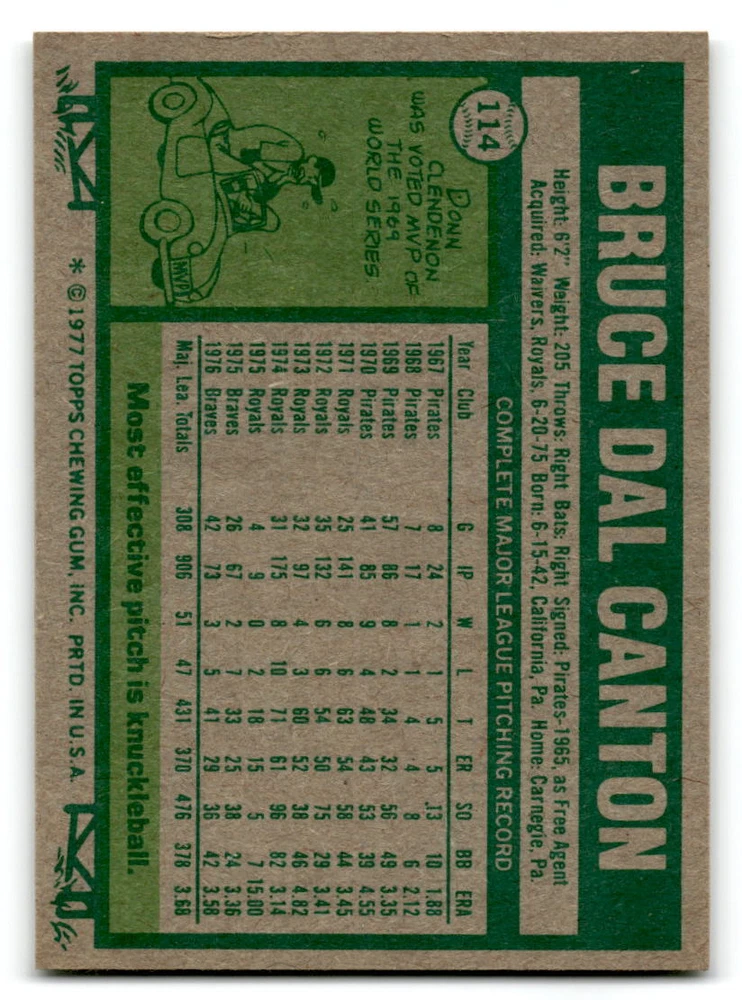 BRUCE DAL CANTON
114
Height: 6'2" Weight: 205 Throws: Right Bats: Right Signed: Pirates-1965, as Free Agent
Acquired: Waivers, Royals, 6-20-75 Born: 6-15-42, California, Pa. Home: Carnegie, Pa.
DONN
CLENDENON
WAS VOTED MVP OF
THE 1969
WORLD SERIES.
MVP
COMPLETE MAJOR LEAGUE PITCHING RECORD
Year Club G IP W L T ER SO BB ERA
1967 Pirates 8 24 2 1 5 5 .13 10 1.88
1968 Pirates 7 17 1 1 4 4 8 6 2.12
1969 Pirates 57 86 8 2 34 32 56 49 3.35
1970 Pirates 41 85 9 4 48 43 53 39 4.55
1971 Royals 25 141 8 6 63 54 58 44 3.45
1972 Royals 35 132 6 6 54 50 75 29 3.41
1973 Royals 32 97 4 3 60 52 38 46 4.82
1974 Royals 31 175 8 10 71 61 96 82 3.14
1975 Royals 4 9 0 2 18 15 5 7 15.00
1975 Braves 26 67 2 7 33 25 38 24 3.36
1976 Braves 42 73 3 5 41 29 36 42 3.58
Maj. Lea. Totals 308 906 51 47 431 370 476 378 3.68
Most effective pitch is knuckleball.
* © 1977 TOPPS CHEWING GUM, INC. PRTD. IN U.S.A.